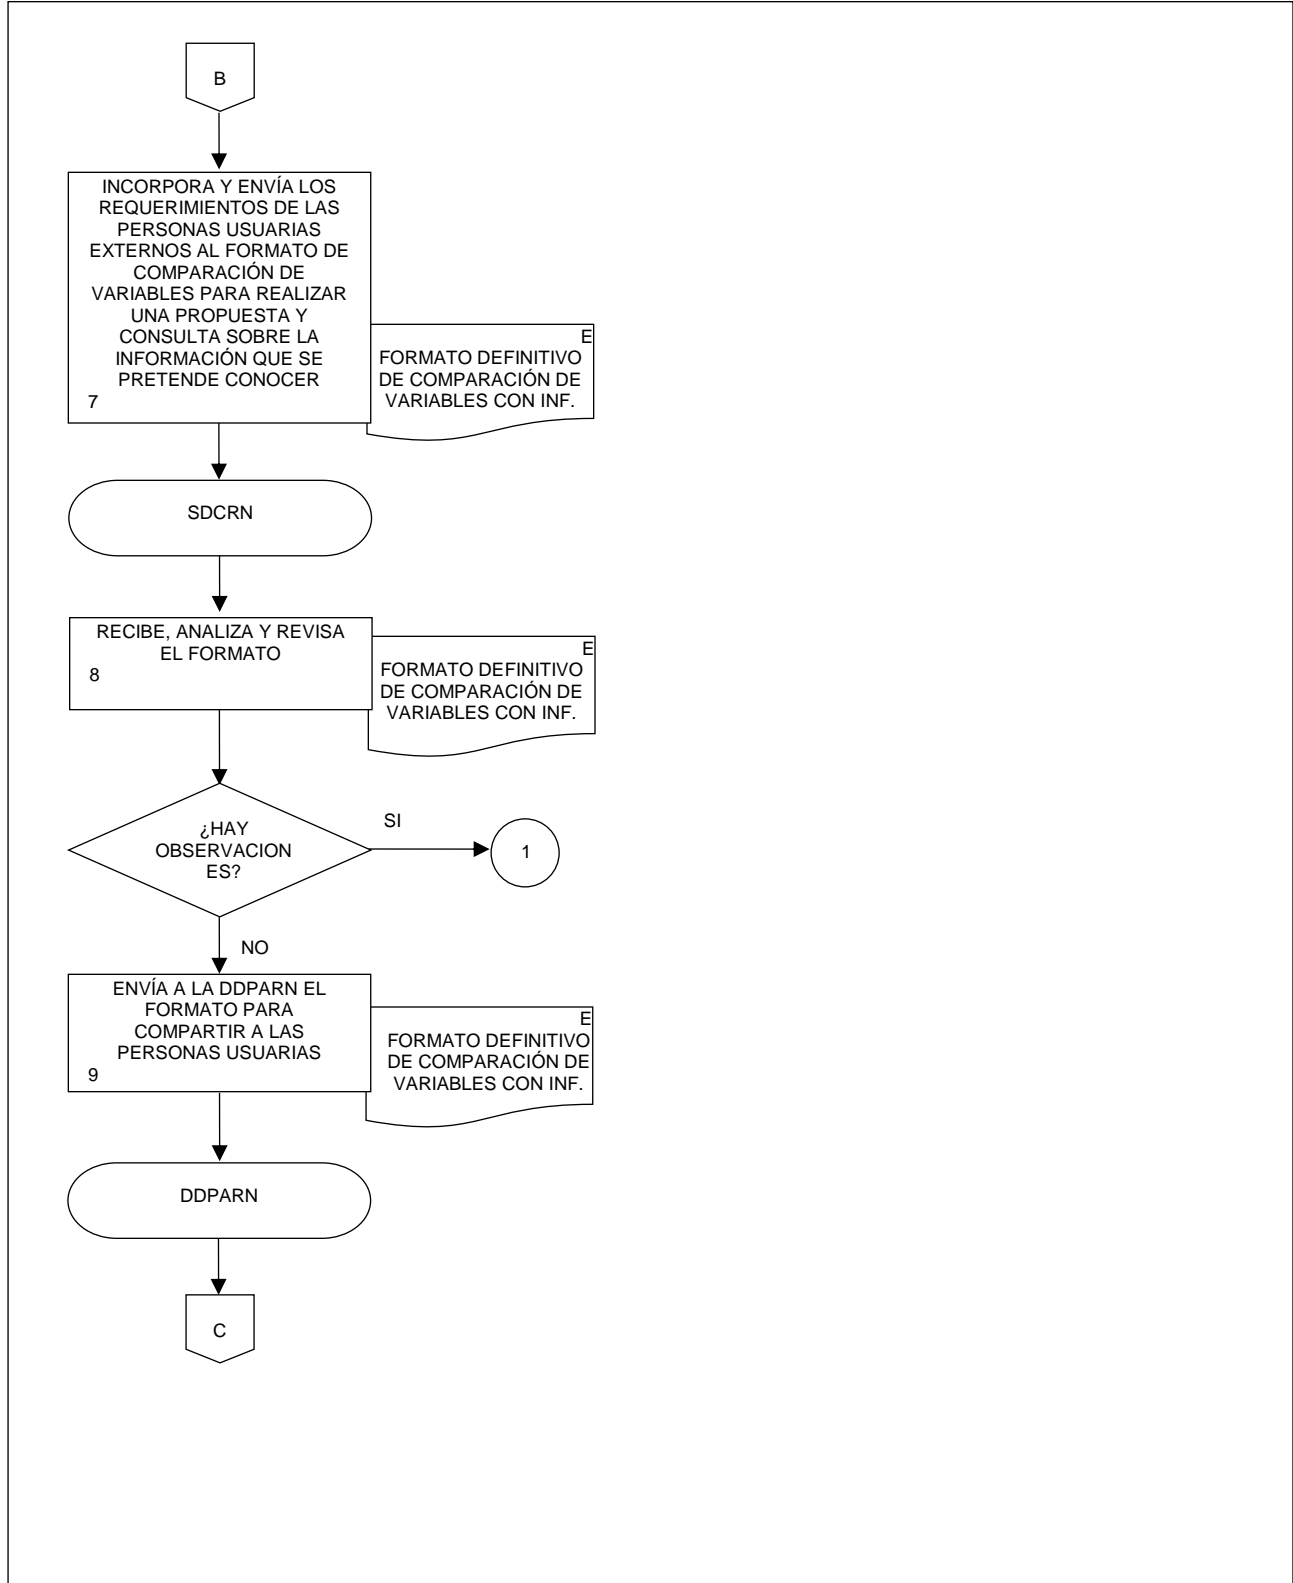 B
INCORPORA Y ENVÍA LOS
REQUERIMIENTOS DE LAS
PERSONAS USUARIAS
EXTERNOS AL FORMATO DE
COMPARACIÓN DE
VARIABLES PARA REALIZAR
UNA PROPUESTA Y
CONSULTA SOBRE LA
INFORMACIÓN QUE SE
PRETENDE CONOCER
7
E
FORMATO DEFINITIVO
DE COMPARACIÓN DE
VARIABLES CON INF.
SDCRN
RECIBE, ANALIZA Y REVISA
EL FORMATO
8
E
FORMATO DEFINITIVO
DE COMPARACIÓN DE
VARIABLES CON INF.
¿HAY
OBSERVACION
ES?
SI
1
NO
ENVÍA A LA DDPARN EL
FORMATO PARA
COMPARTIR A LAS
PERSONAS USUARIAS
9
E
FORMATO DEFINITIVO
DE COMPARACIÓN DE
VARIABLES CON INF.
DDPARN
C